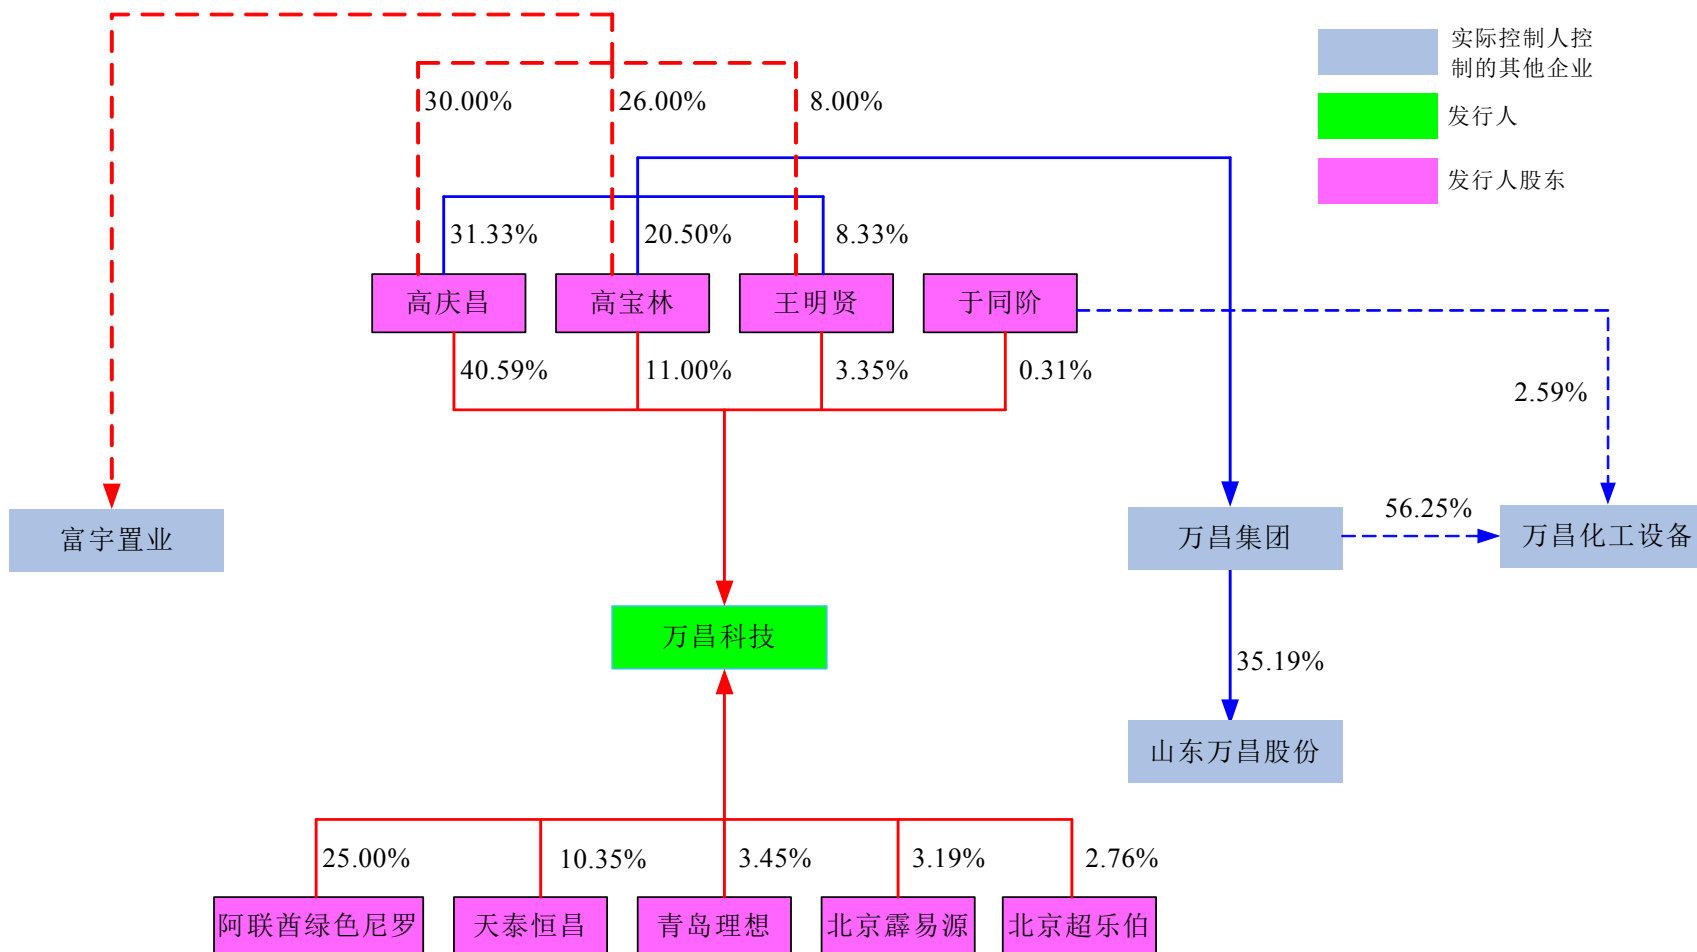 实际控制人控
制的其他企业
发行人
发行人股东
30.00%
26.00%
8.00%
31.33%
20.50%
8.33%
高庆昌
高宝林
王明贤
于同阶
40.59%
11.00%
3.35%
0.31%
2.59%
富宇置业
万昌集团
56.25%
万昌化工设备
万昌科技
35.19%
山东万昌股份
25.00%
10.35%
3.45%
3.19%
2.76%
阿联酋绿色尼罗
天泰恒昌
青岛理想
北京霹易源
北京超乐伯